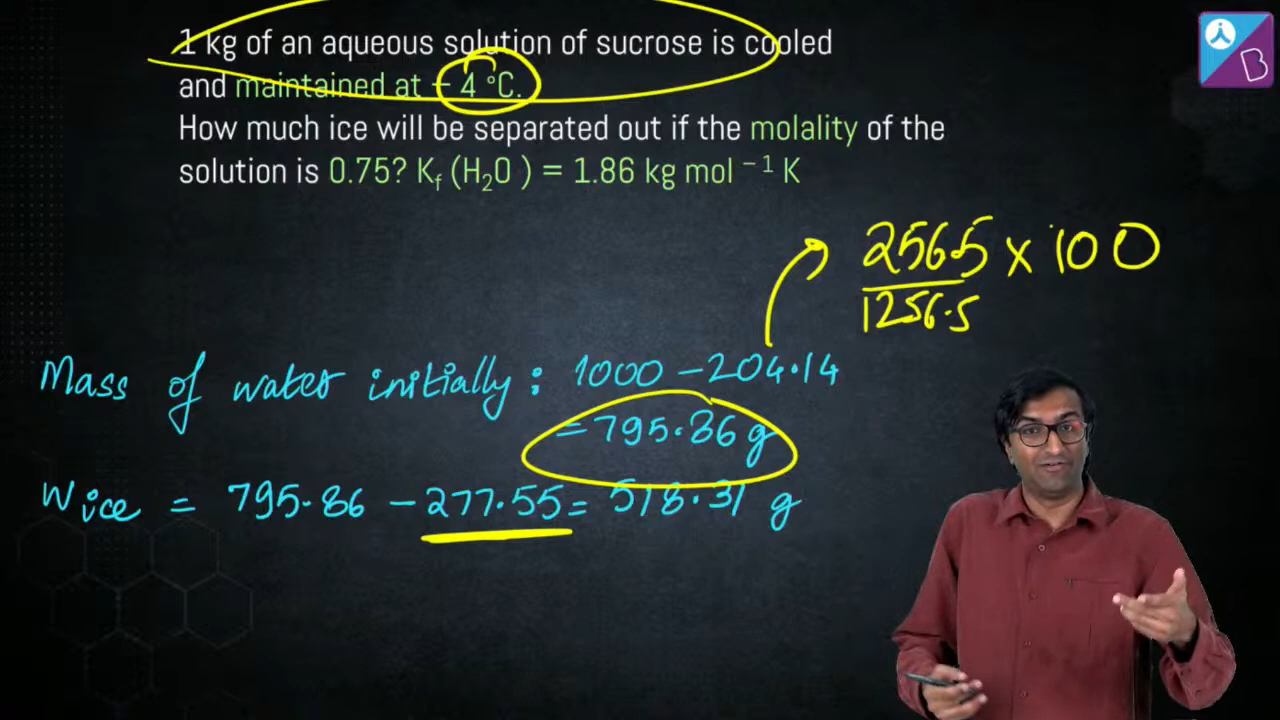 1 kg of an aqueous solution of sucrose is cooled
and maintained at – 4 °C.
How much ice will be separated out if the molality of the
solution is 0.75? Kf (H2O ) = 1.86 kg mol –1 K
2565 × 100
1256.5
Mass of water initially : 1000 – 204.14
= 795.86 g
Wice = 795.86 – 277.55 = 518.31 g
B